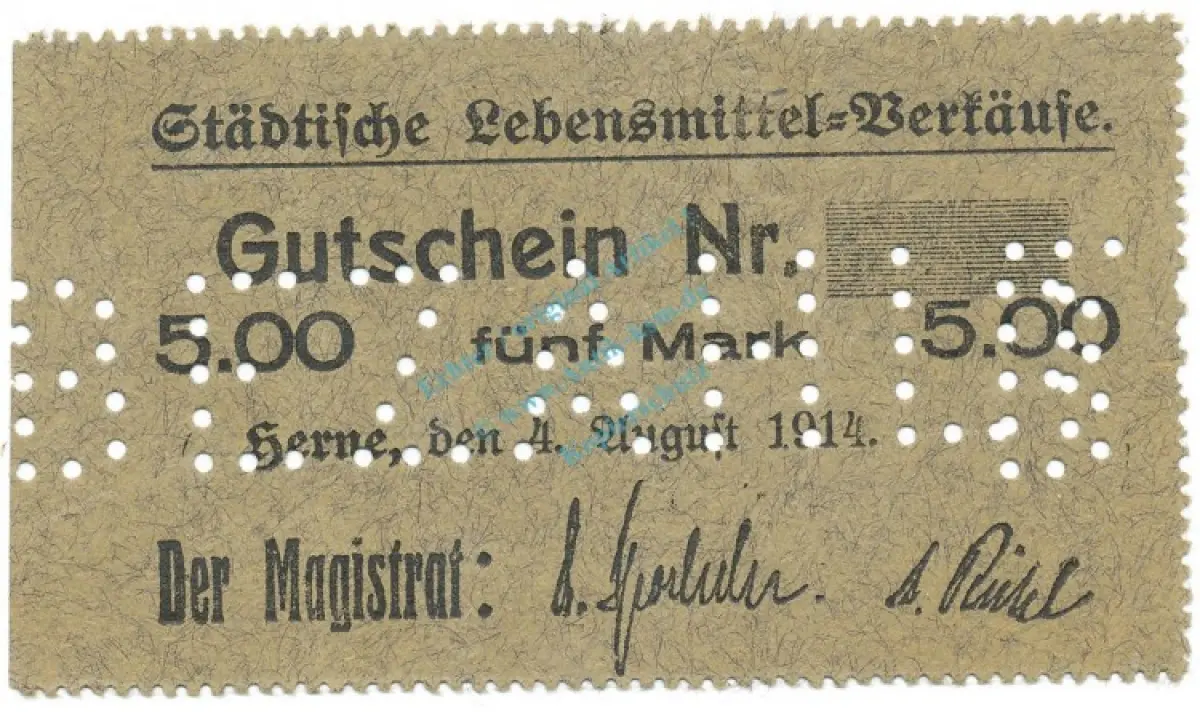 Städtische Lebensmittel=Verkäufe.
Gutschein Nr.
5.00 fünf Mark 5.00
Herne, den 4. August 1914.
Der Magistrat: